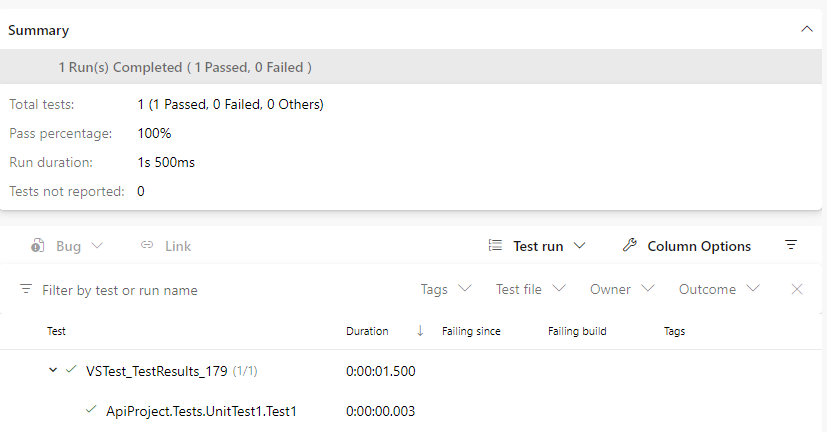 Summary
1 Run(s) Completed ( 1 Passed, 0 Failed )
Total tests: 1 (1 Passed, 0 Failed, 0 Others)
Pass percentage: 100%
Run duration: 1s 500ms
Tests not reported: 0
Bug Link Test run Column Options
Filter by test or run name Tags Test file Owner Outcome
Test Duration Failing since Failing build Tags
VSTest_TestResults_179 (1/1) 0:00:01.500
ApiProject.Tests.UnitTest1.Test1 0:00:00.003